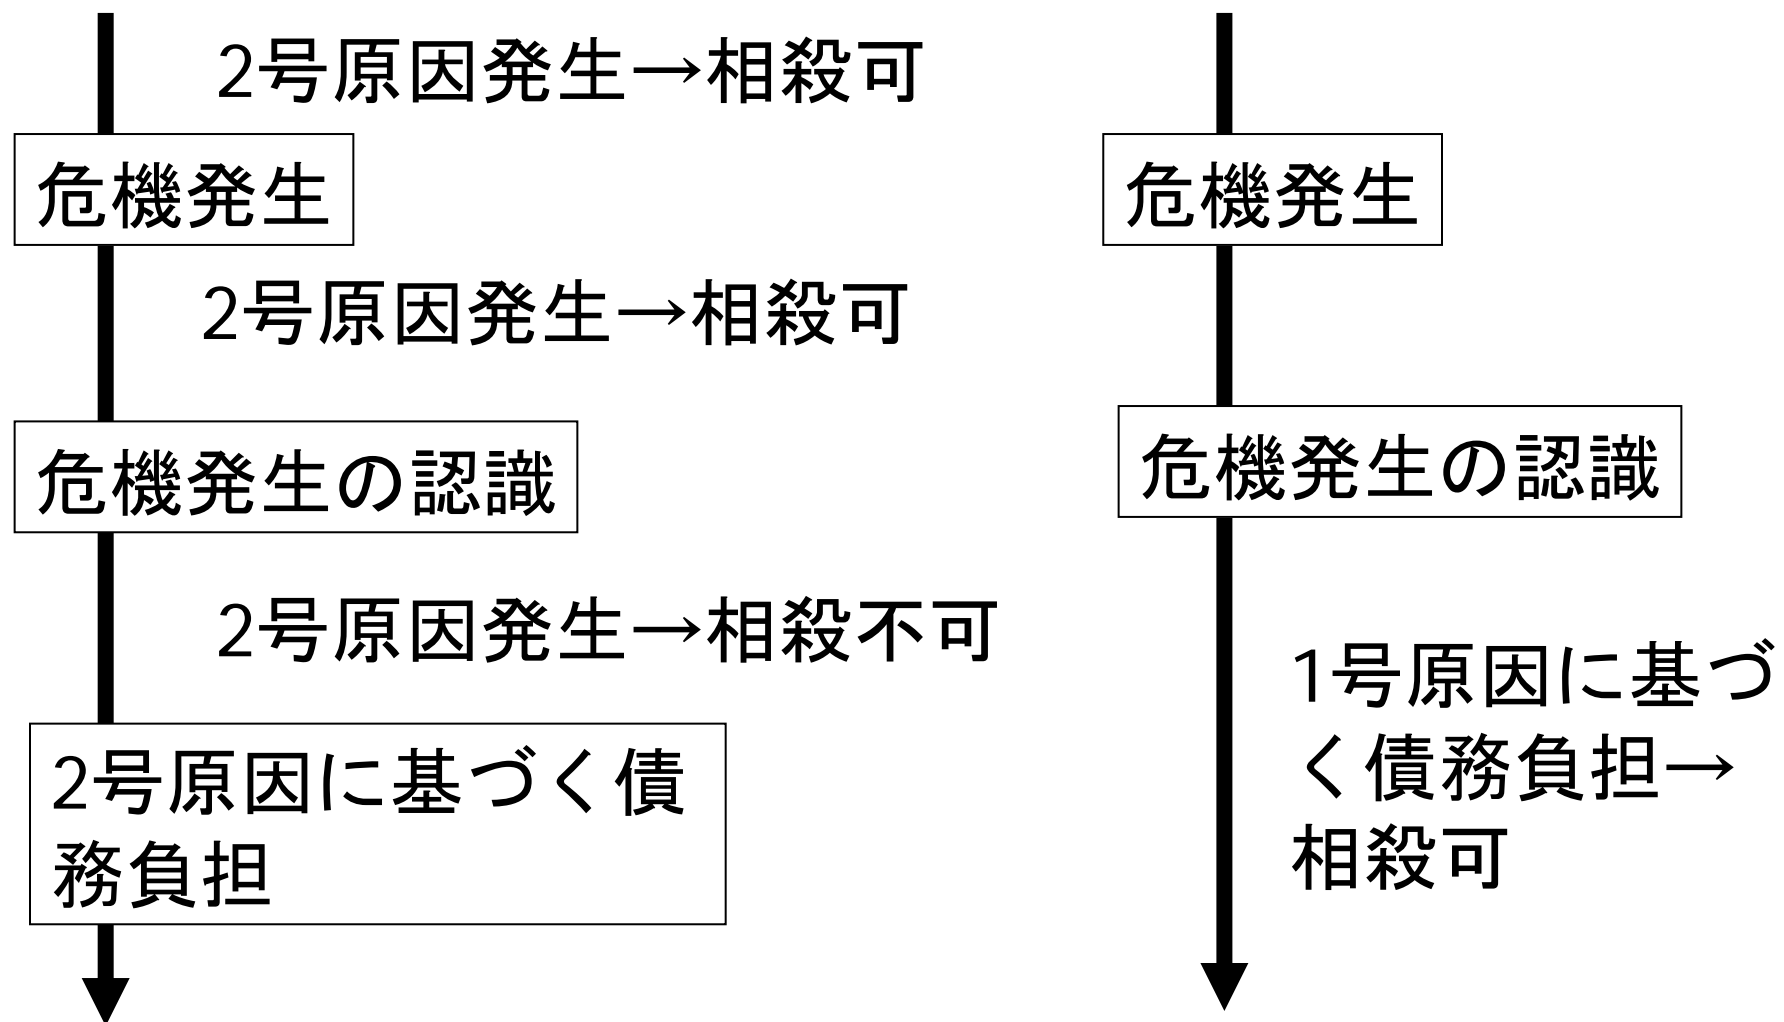 2号原因発生→相殺可
危機発生
2号原因発生→相殺可
危機発生の認識
2号原因発生→相殺不可
2号原因に基づく債
務負担
危機発生
危機発生の認識
1号原因に基づ
く債務負担→
相殺可